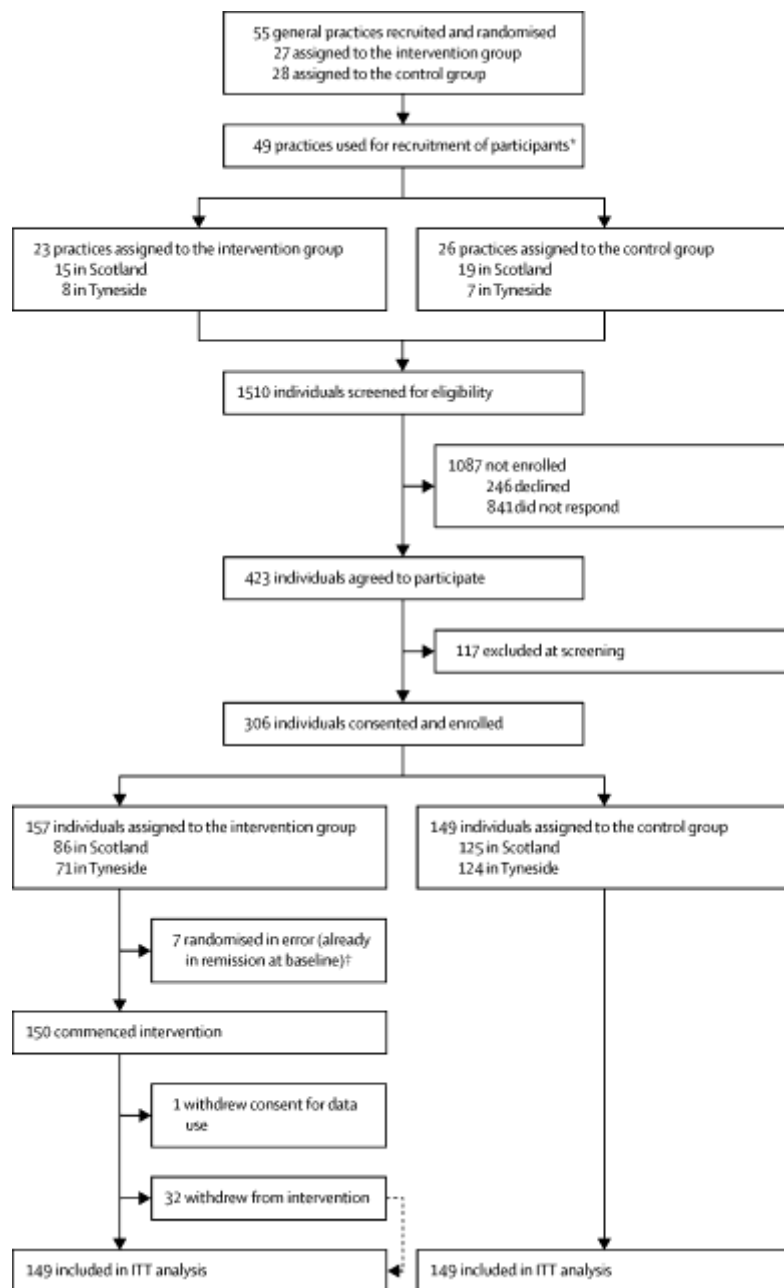 55 general practices recruited and randomised
27 assigned to the intervention group
28 assigned to the control group
49 practices used for recruitment of participants*
23 practices assigned to the intervention group
15 in Scotland
8 in Tyneside
26 practices assigned to the control group
19 in Scotland
7 in Tyneside
1510 individuals screened for eligibility
1087 not enrolled
246 declined
841 did not respond
423 individuals agreed to participate
117 excluded at screening
306 individuals consented and enrolled
157 individuals assigned to the intervention group
86 in Scotland
71 in Tyneside
149 individuals assigned to the control group
125 in Scotland
124 in Tyneside
7 randomised in error (already
in remission at baseline)†
150 commenced intervention
1 withdrew consent for data
use
32 withdrew from intervention
149 included in ITT analysis
149 included in ITT analysis